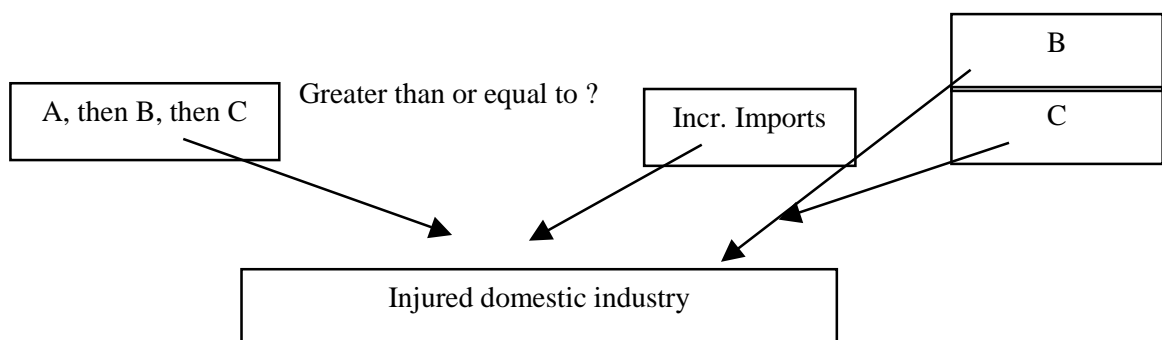 B
Greater than or equal to ?
A, then B, then C
Incr. Imports
C
Injured domestic industry